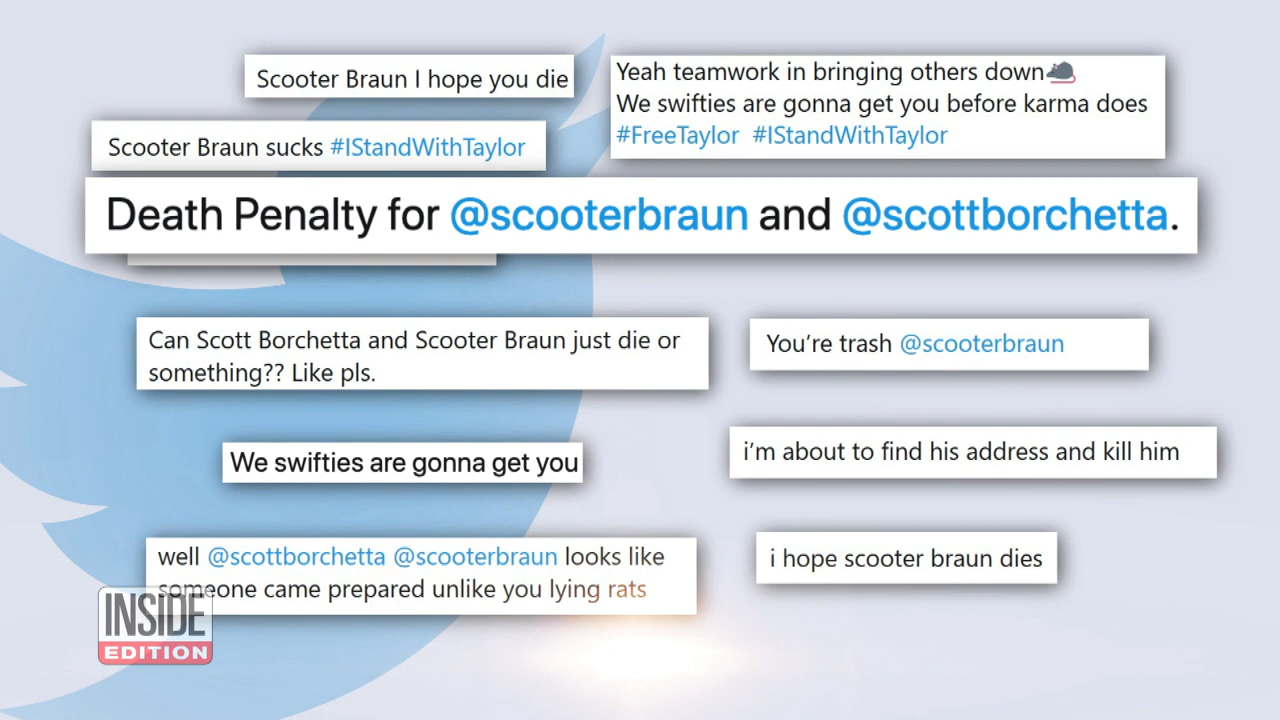 Scooter Braun I hope you die
Yeah teamwork in bringing others down🐀
We swifties are gonna get you before karma does
#FreeTaylor #IStandWithTaylor
Scooter Braun sucks #IStandWithTaylor
Death Penalty for @scooterbraun and @scottborchetta.
Can Scott Borchetta and Scooter Braun just die or
something?? Like pls.
You're trash @scooterbraun
We swifties are gonna get you
i'm about to find his address and kill him
well @scottborchetta @scooterbraun looks like
someone came prepared unlike you lying rats
i hope scooter braun dies
INSIDE
EDITION